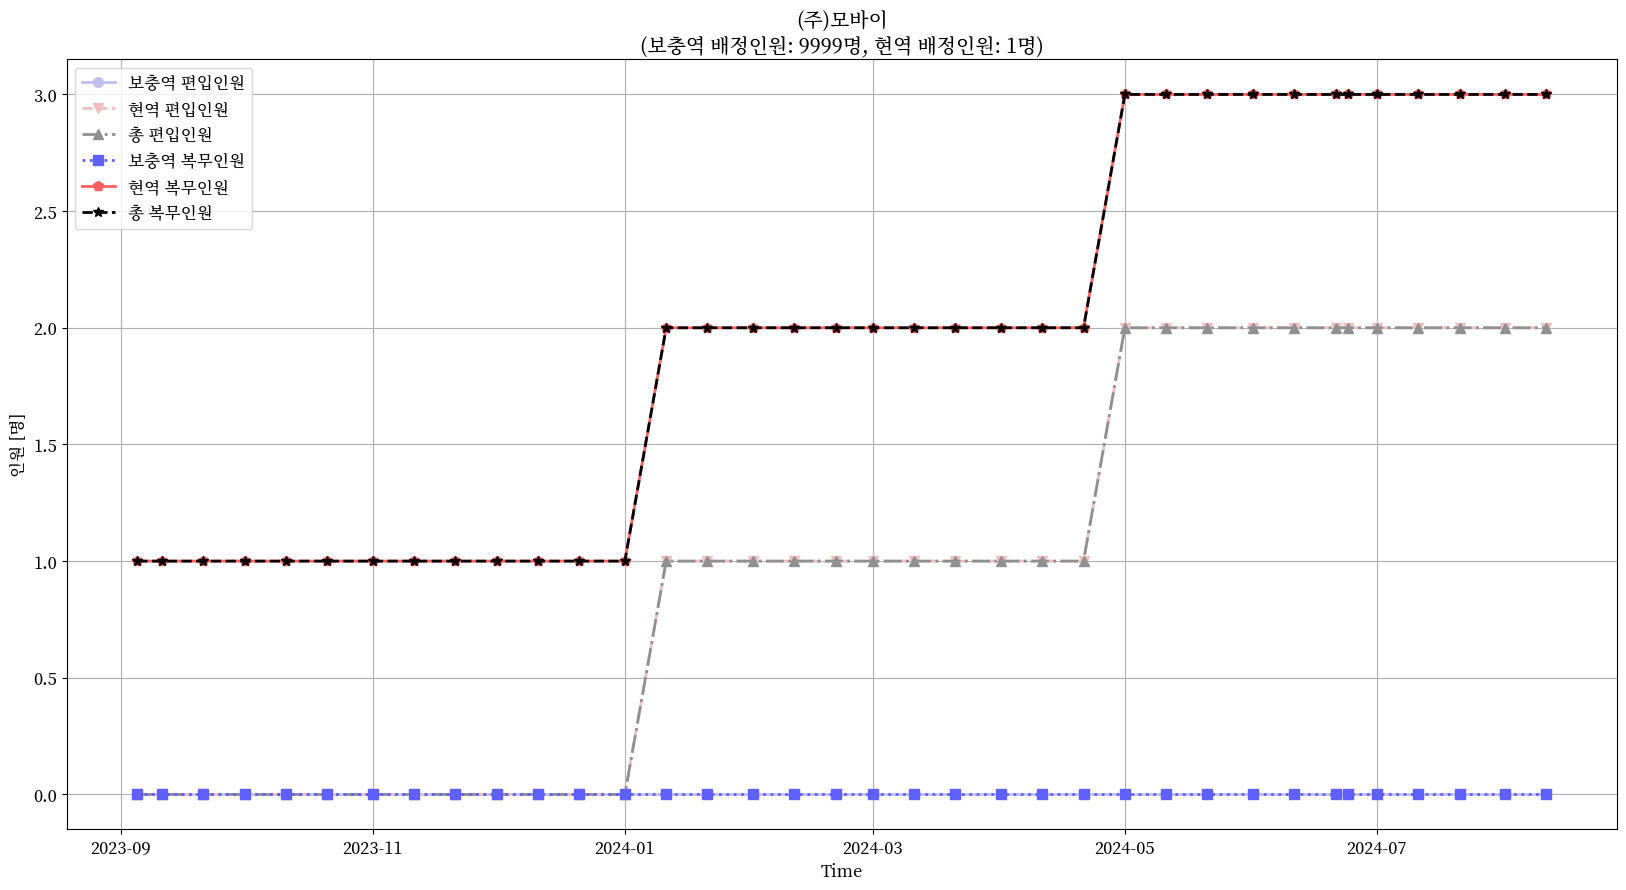 (주)모바이
(보충역 배정인원: 9999명, 현역 배정인원: 1명)
보충역 편입인원
현역 편입인원
총 편입인원
보충역 복무인원
현역 복무인원
총 복무인원
3.0
2.5
2.0
1.5
1.0
0.5
0.0
인원 [명]
2023-09
2023-11
2024-01
2024-03
2024-05
2024-07
Time